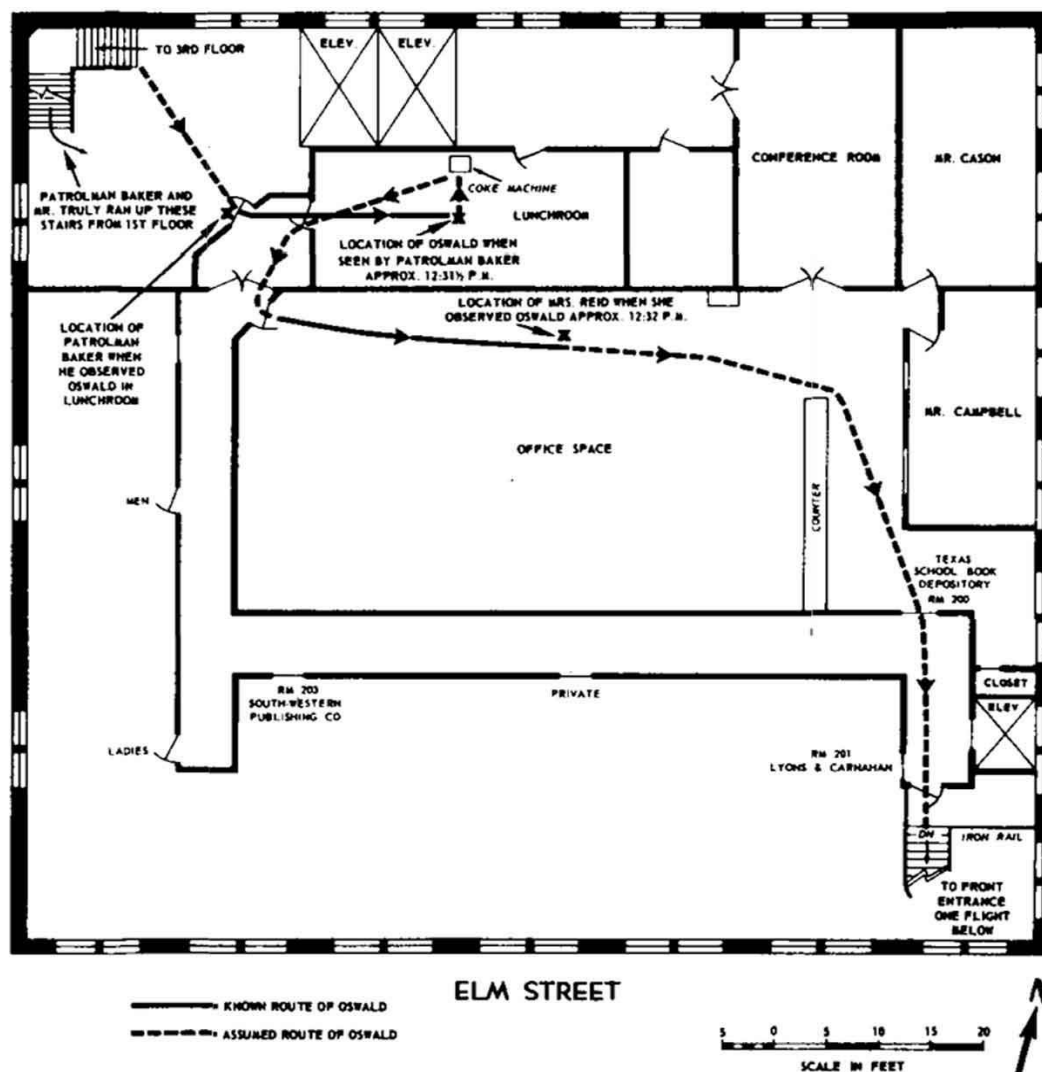 TO 3RD FLOOR
ELEV.
ELEV.
PATROLMAN BAKER AND
MR. TRULY RAN UP THESE
STAIRS FROM 1ST FLOOR
COKE MACHINE
LUNCHROOM
CONFERENCE ROOM
MR. CASON
LOCATION OF OSWALD WHEN
SEEN BY PATROLMAN BAKER
APPROX. 12:31½ P.M.
LOCATION OF MRS. REID WHEN SHE
OBSERVED OSWALD APPROX. 12:32 P.M.
LOCATION OF
PATROLMAN
BAKER WHEN
HE OBSERVED
OSWALD IN
LUNCHROOM
MR. CAMPBELL
OFFICE SPACE
COUNTER
MEN
TEXAS
SCHOOL BOOK
DEPOSITORY
RM 200
RM 203
SOUTH-WESTERN
PUBLISHING CO
PRIVATE
CLOSET
ELEV
LADIES
RM 201
LYONS & CARNAHAN
DN
IRON RAIL
TO FRONT
ENTRANCE
ONE FLIGHT
BELOW
ELM STREET
KNOWN ROUTE OF OSWALD
ASSUMED ROUTE OF OSWALD
5 0 5 10 15 20
SCALE IN FEET